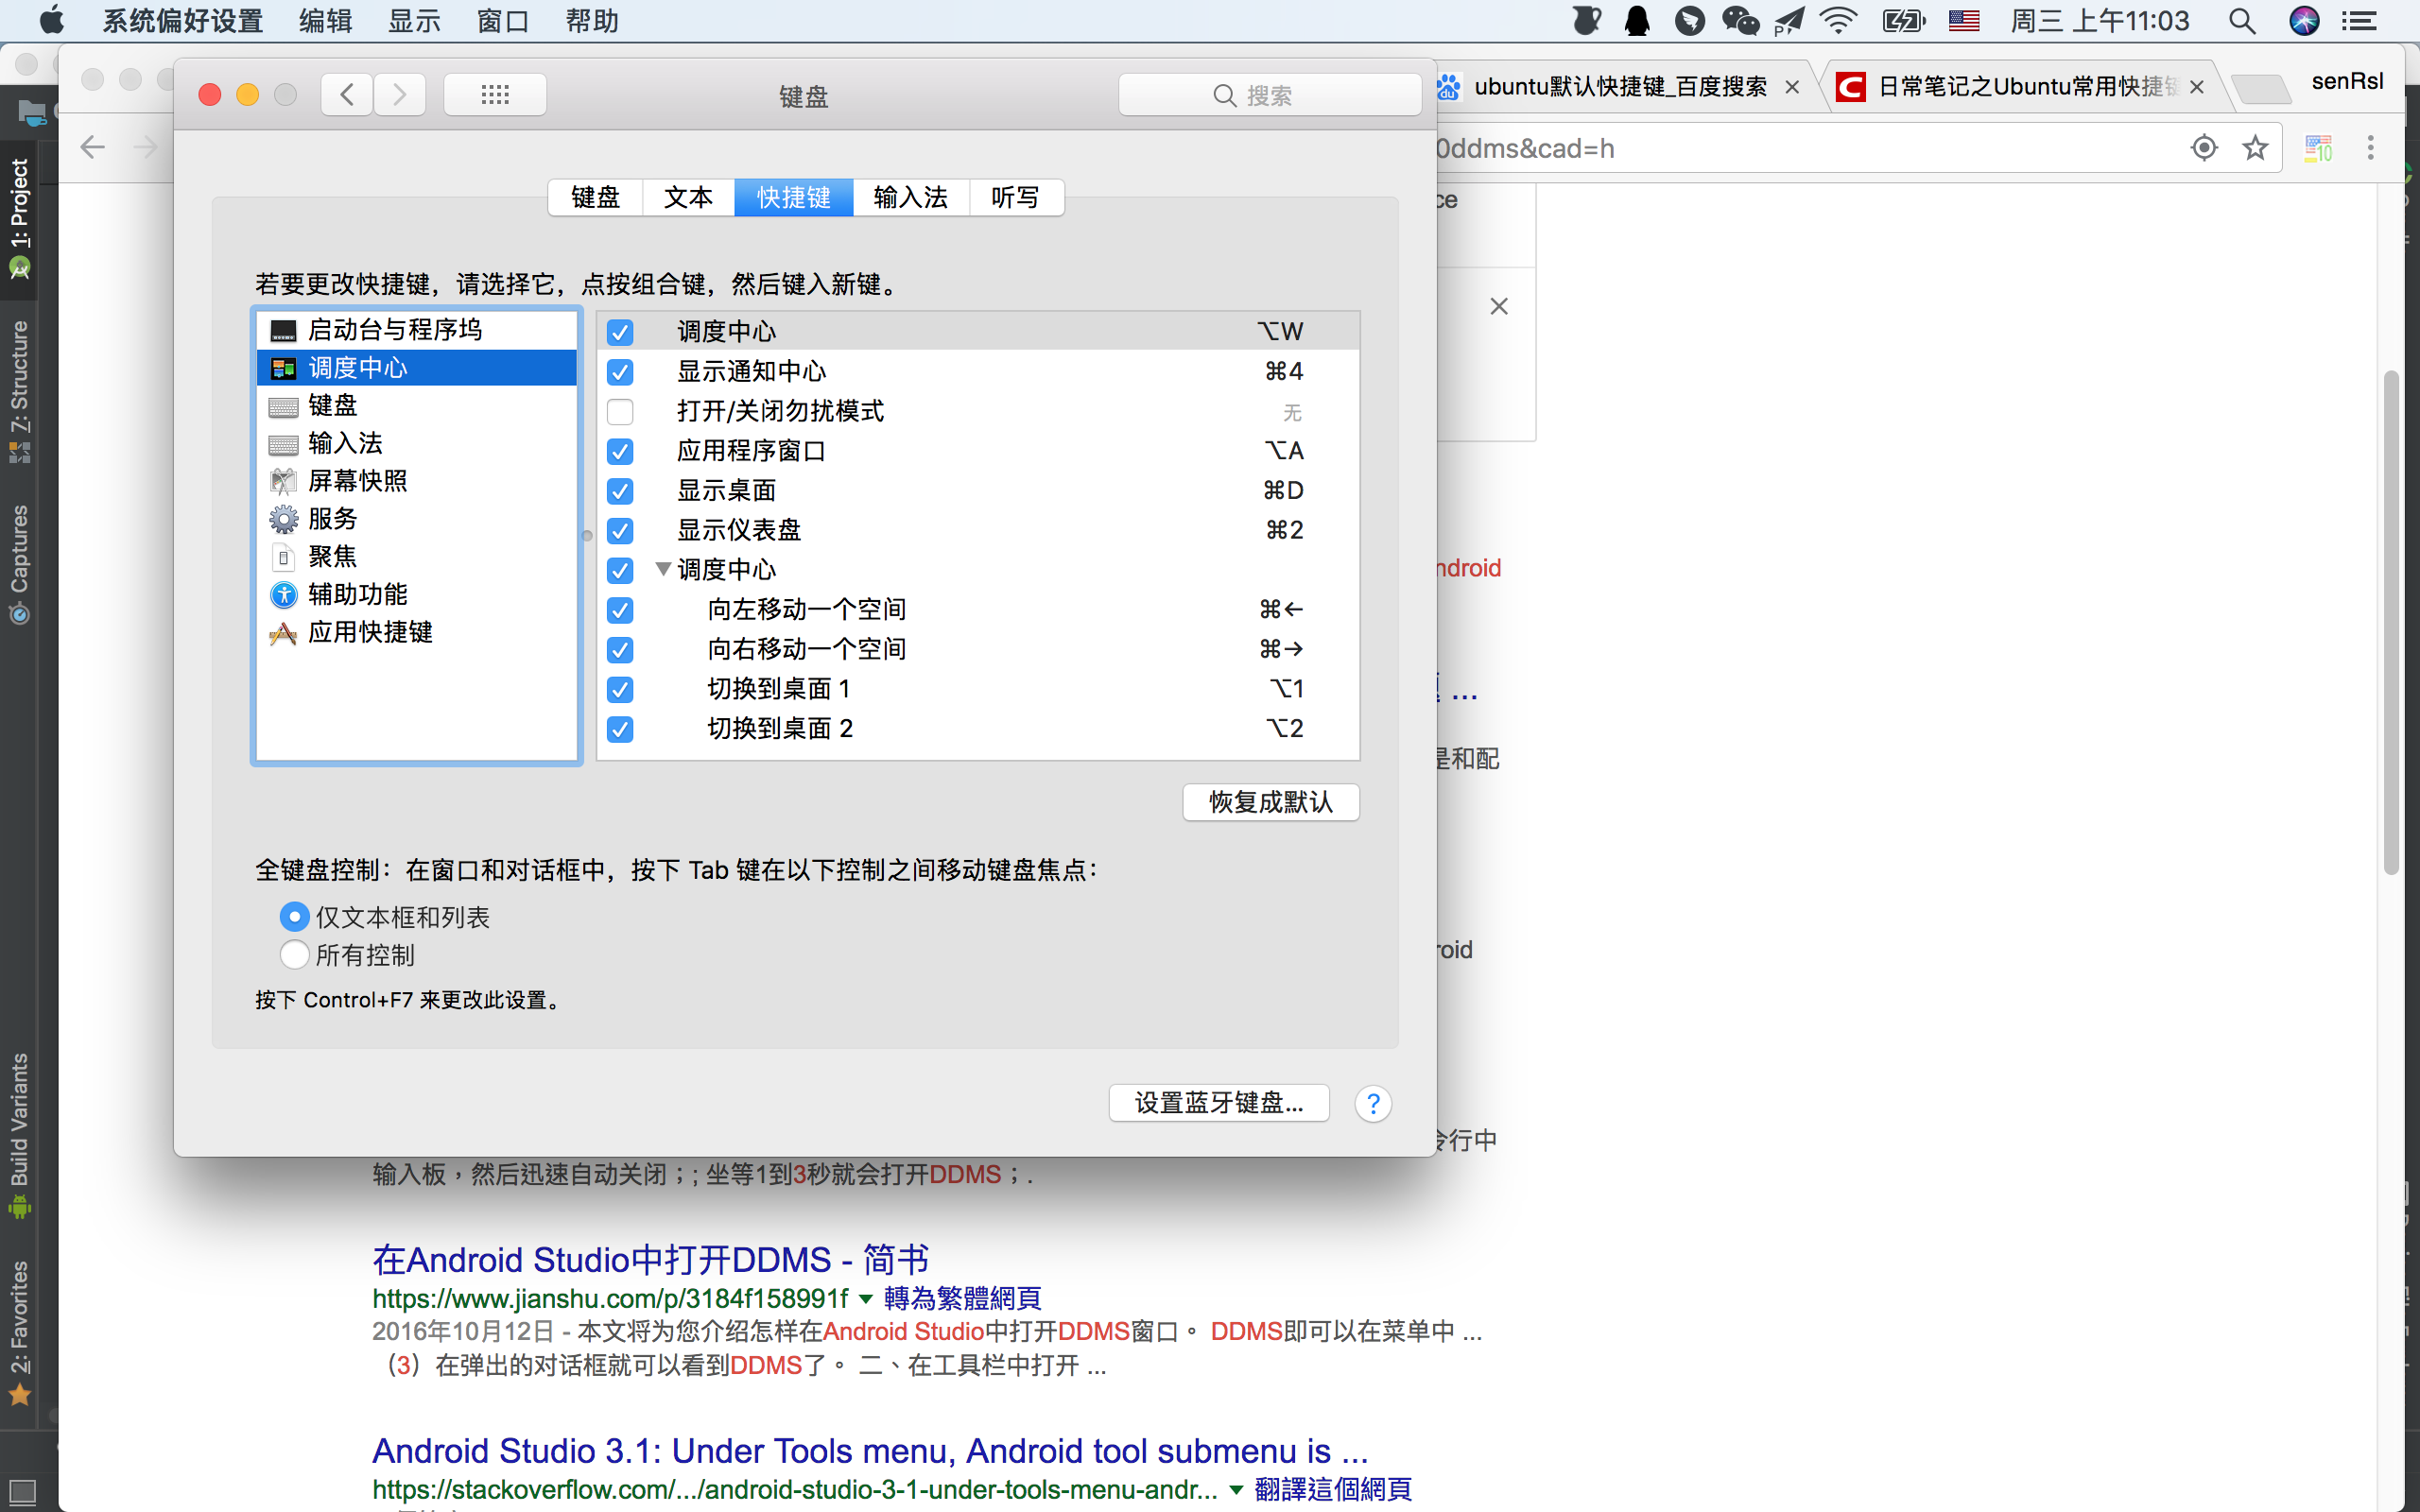 系统偏好设置 编辑 显示 窗口 帮助 周三 上午11:03
ubuntu默认快捷键_百度搜索 日常笔记之Ubuntu常用快捷键 senRsl
键盘 搜索
0ddms&cad=h
1: Project
7: Structure
Captures
Build Variants
2: Favorites
键盘 文本 快捷键 输入法 听写
若要更改快捷键，请选择它，点按组合键，然后键入新键。
启动台与程序坞
调度中心
键盘
输入法
屏幕快照
服务
聚焦
辅助功能
应用快捷键
调度中心 ⌥W
显示通知中心 ⌘4
打开/关闭勿扰模式 无
应用程序窗口 ⌥A
显示桌面 ⌘D
显示仪表盘 ⌘2
调度中心
向左移动一个空间 ⌘←
向右移动一个空间 ⌘→
切换到桌面 1 ⌥1
切换到桌面 2 ⌥2
恢复成默认
全键盘控制：在窗口和对话框中，按下 Tab 键在以下控制之间移动键盘焦点：
仅文本框和列表
所有控制
按下 Control+F7 来更改此设置。
设置蓝牙键盘... ?
ce
ndroid
...
是和配
roid
令行中
输入板，然后迅速自动关闭；; 坐等1到3秒就会打开DDMS；.
在Android Studio中打开DDMS - 简书
https://www.jianshu.com/p/3184f158991f 轉為繁體網頁
2016年10月12日 - 本文将为您介绍怎样在Android Studio中打开DDMS窗口。 DDMS即可以在菜单中 ...
（3）在弹出的对话框就可以看到DDMS了。 二、在工具栏中打开 ...
Android Studio 3.1: Under Tools menu, Android tool submenu is ...
https://stackoverflow.com/.../android-studio-3-1-under-tools-menu-andr... 翻譯這個網頁